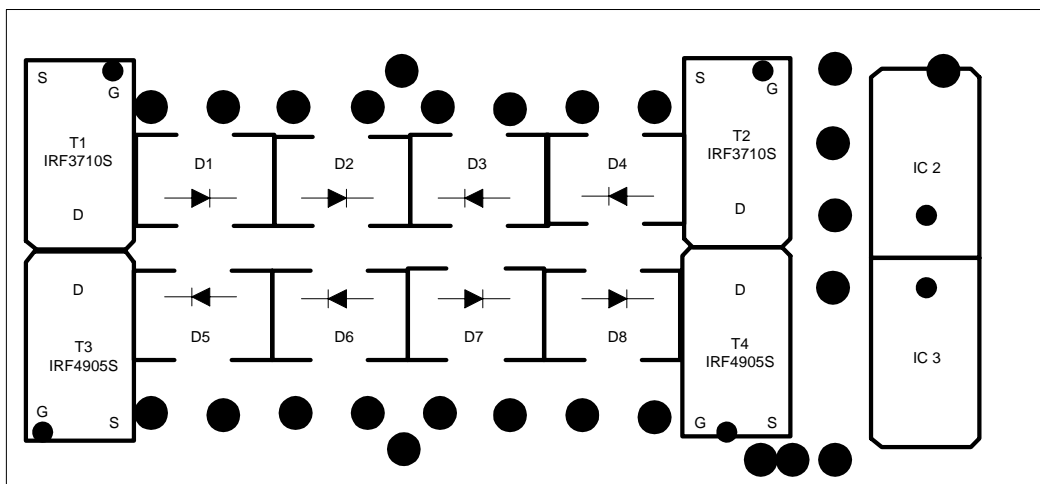 S
G
T1
IRF3710S
D
D1
D2
D3
D4
S
G
T2
IRF3710S
D
IC 2
D
T3
IRF4905S
G
S
D5
D6
D7
D8
D
T4
IRF4905S
G
S
IC 3